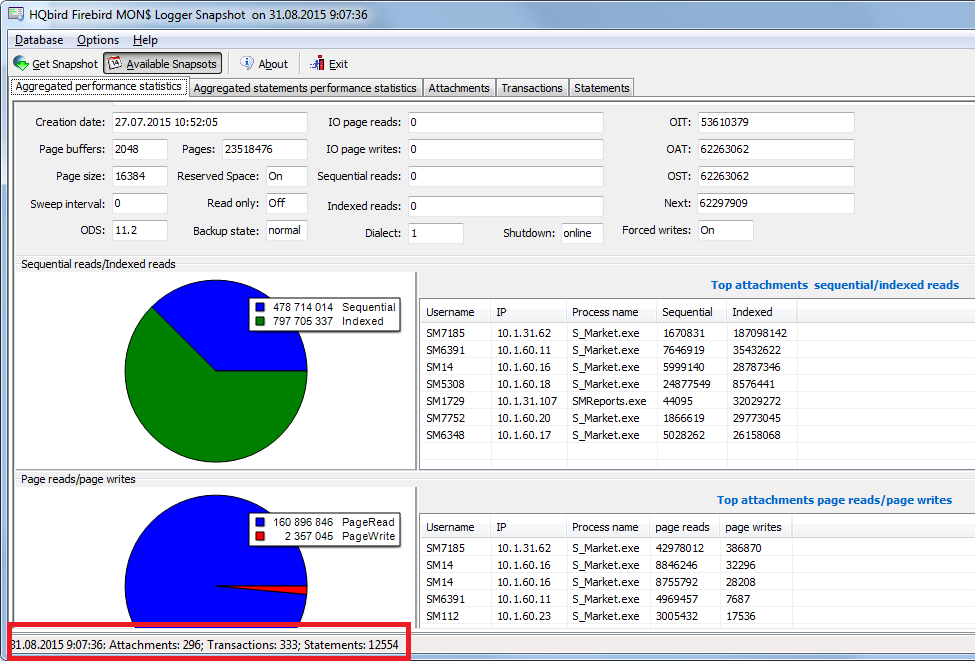 HQbird Firebird MON$ Logger Snapshot on 31.08.2015 9:07:36
Database Options Help
Get Snapshot Available Snapsots About Exit
Aggregated performance statistics Aggregated statements performance statistics Attachments Transactions Statements
Creation date: 27.07.2015 10:52:05 IO page reads: 0 OIT: 53610379
Page buffers: 2048 Pages: 23518476 IO page writes: 0 OAT: 62263062
Page size: 16384 Reserved Space: On Sequential reads: 0 OST: 62263062
Sweep interval: 0 Read only: Off Indexed reads: 0 Next: 62297909
ODS: 11.2 Backup state: normal Dialect: 1 Shutdown: online Forced writes: On
Sequential reads/Indexed reads
478 714 014 Sequential
797 705 337 Indexed
Top attachments sequential/indexed reads
Username IP Process name Sequential Indexed
SM7185 10.1.31.62 S_Market.exe 1670831 187098142
SM6391 10.1.60.11 S_Market.exe 7646919 35432622
SM14 10.1.60.16 S_Market.exe 5999140 28787346
SM5308 10.1.60.18 S_Market.exe 24877549 8576441
SM1729 10.1.31.107 SMReports.exe 44095 32029272
SM7752 10.1.60.20 S_Market.exe 1866619 29773045
SM6348 10.1.60.17 S_Market.exe 5028262 26158068
Page reads/page writes
160 896 846 PageRead
2 357 045 PageWrite
Top attachments page reads/page writes
Username IP Process name page reads page writes
SM7185 10.1.31.62 S_Market.exe 42978012 386870
SM14 10.1.60.16 S_Market.exe 8846246 32296
SM14 10.1.60.16 S_Market.exe 8755792 28208
SM6391 10.1.60.11 S_Market.exe 4969457 7687
SM112 10.1.60.23 S_Market.exe 3005432 17536
31.08.2015 9:07:36: Attachments: 296; Transactions: 333; Statements: 12554